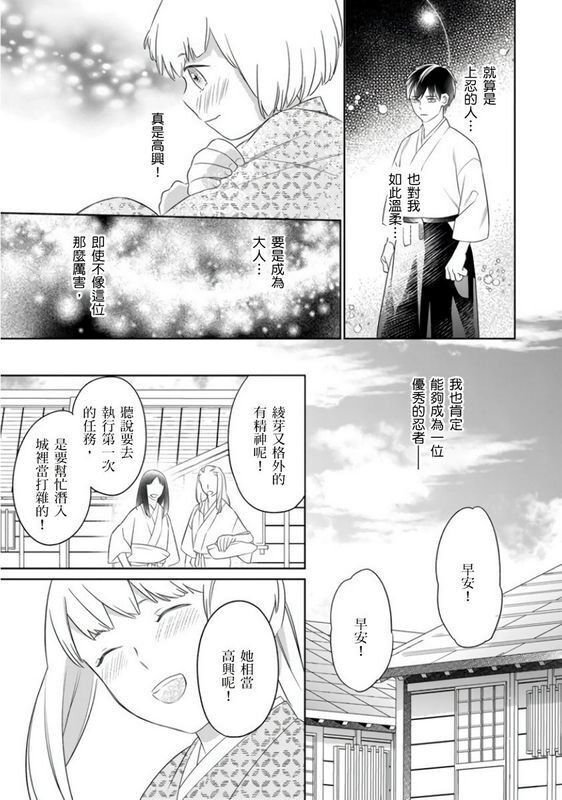 就算是
上忍的人…
也對我
如此溫柔…
真是高興！
要是成為
大人…
即使不像這位
那麼厲害，
我也肯定
能夠成為一位
優秀的忍者──
早安！
早安！
綾芽又格外的
有精神呢！
聽說要去
執行第一次
的任務，
是要幫忙潛入
城裡當打雜的！
她相當
高興呢！